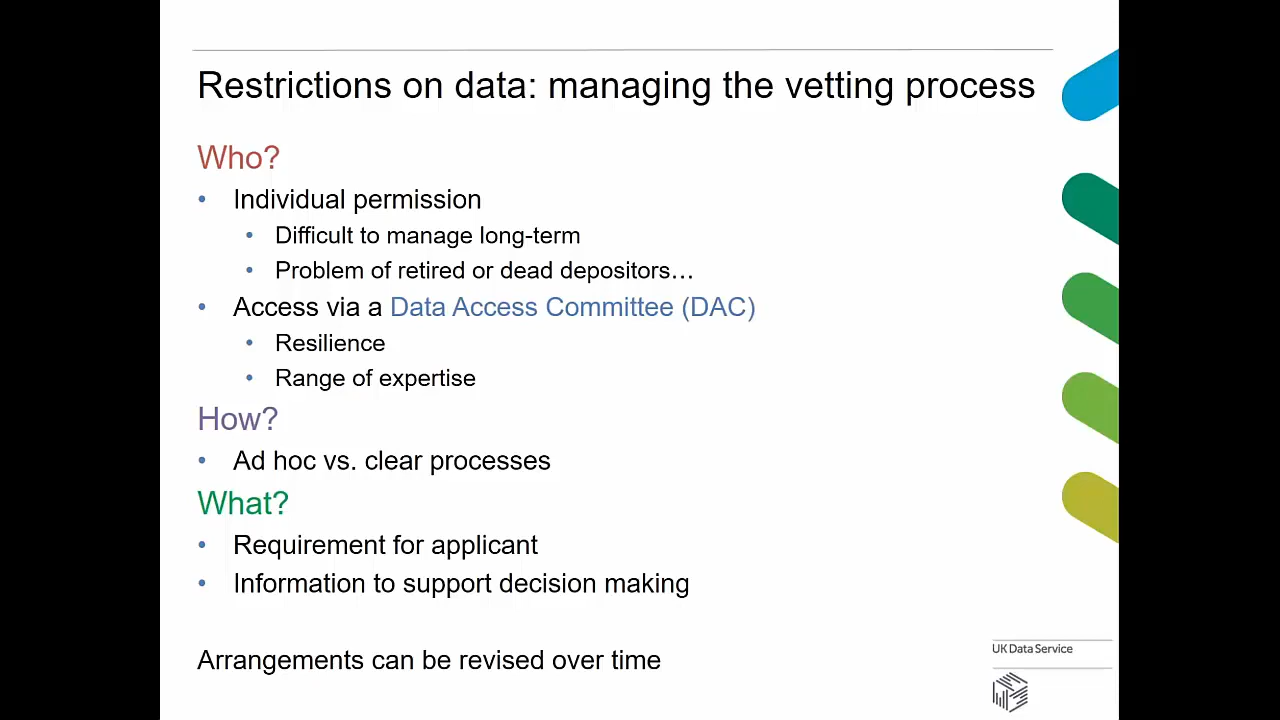 Restrictions on data: managing the vetting process
Who?
• Individual permission
• Difficult to manage long-term
• Problem of retired or dead depositors…
• Access via a Data Access Committee (DAC)
• Resilience
• Range of expertise
How?
• Ad hoc vs. clear processes
What?
• Requirement for applicant
• Information to support decision making
Arrangements can be revised over time
UK Data Service